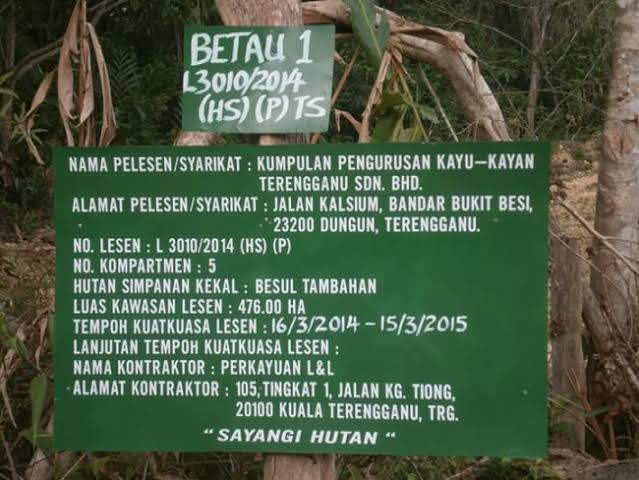 BETAU 1
L3010/2014
(HS) (P) TS
NAMA PELESEN/SYARIKAT : KUMPULAN PENGURUSAN KAYU-KAYAN
TERENGGANU SDN. BHD.
ALAMAT PELESEN/SYARIKAT : JALAN KALSIUM, BANDAR BUKIT BESI,
23200 DUNGUN, TERENGGANU.
NO. LESEN : L 3010/2014 (HS) (P)
NO. KOMPARTMEN : 5
HUTAN SIMPANAN KEKAL : BESUL TAMBAHAN
LUAS KAWASAN LESEN : 476.00 HA
TEMPOH KUATKUASA LESEN : 16/3/2014 - 15/3/2015
LANJUTAN TEMPOH KUATKUASA LESEN :
NAMA KONTRAKTOR : PERKAYUAN L&L
ALAMAT KONTRAKTOR : 105, TINGKAT 1, JALAN KG. TIONG,
20100 KUALA TERENGGANU, TRG.
"SAYANGI HUTAN"